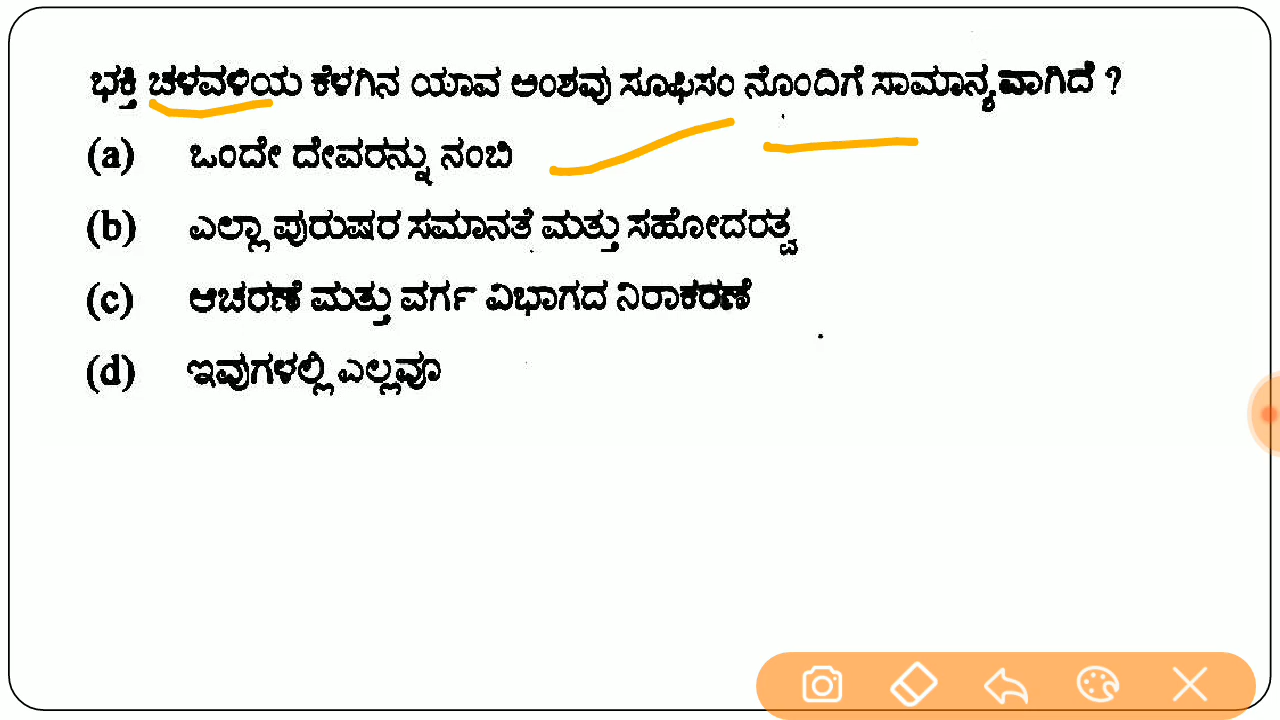 ಭಕ್ತಿ ಚಳವಳಿಯ ಕೆಳಗಿನ ಯಾವ ಅಂಶವು ಸೂಫಿಸಂ ನೊಂದಿಗೆ ಸಾಮಾನ್ಯವಾಗಿದೆ ?
(a) ಒಂದೇ ದೇವರನ್ನು ನಂಬಿ
(b) ಎಲ್ಲಾ ಪುರುಷರ ಸಮಾನತೆ ಮತ್ತು ಸಹೋದರತ್ವ
(c) ಆಚರಣೆ ಮತ್ತು ವರ್ಗ ವಿಭಾಗದ ನಿರಾಕರಣೆ
(d) ಇವುಗಳಲ್ಲಿ ಎಲ್ಲವೂ